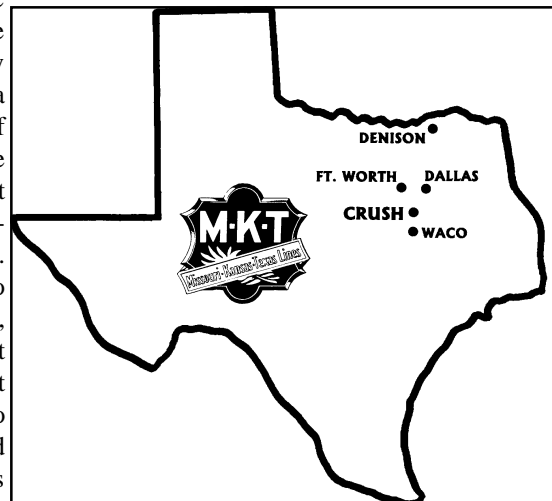 DENISON
FT. WORTH DALLAS
CRUSH
WACO
M-K-T
Missouri-Kansas-Texas Lines